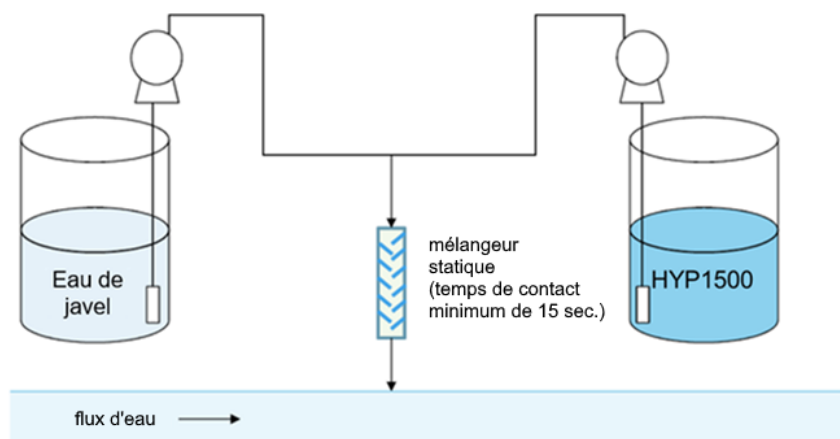 Eau de
javel
mélangeur
statique
(temps de contact
minimum de 15 sec.)
HYP1500
flux d'eau